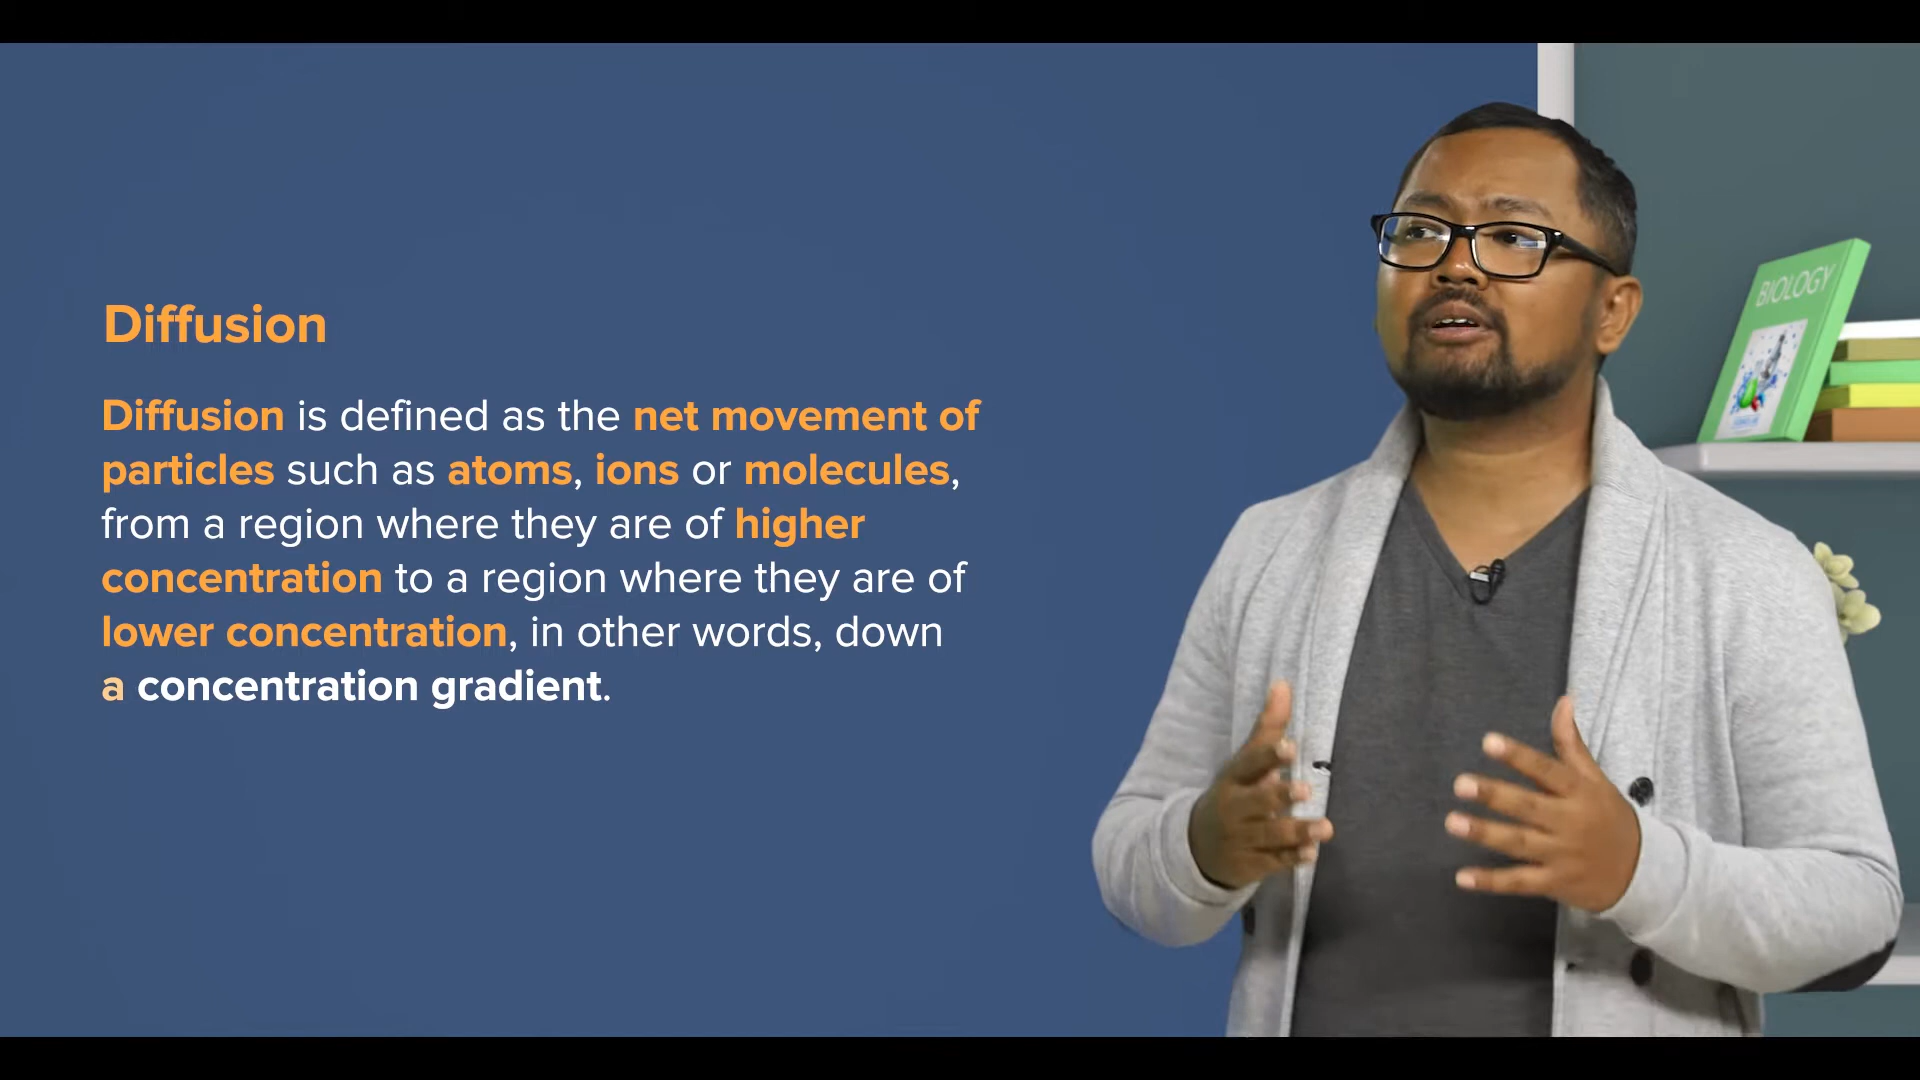 Diffusion
Diffusion is defined as the net movement of
particles such as atoms, ions or molecules,
from a region where they are of higher
concentration to a region where they are of
lower concentration, in other words, down
a concentration gradient.
BIOLOGY